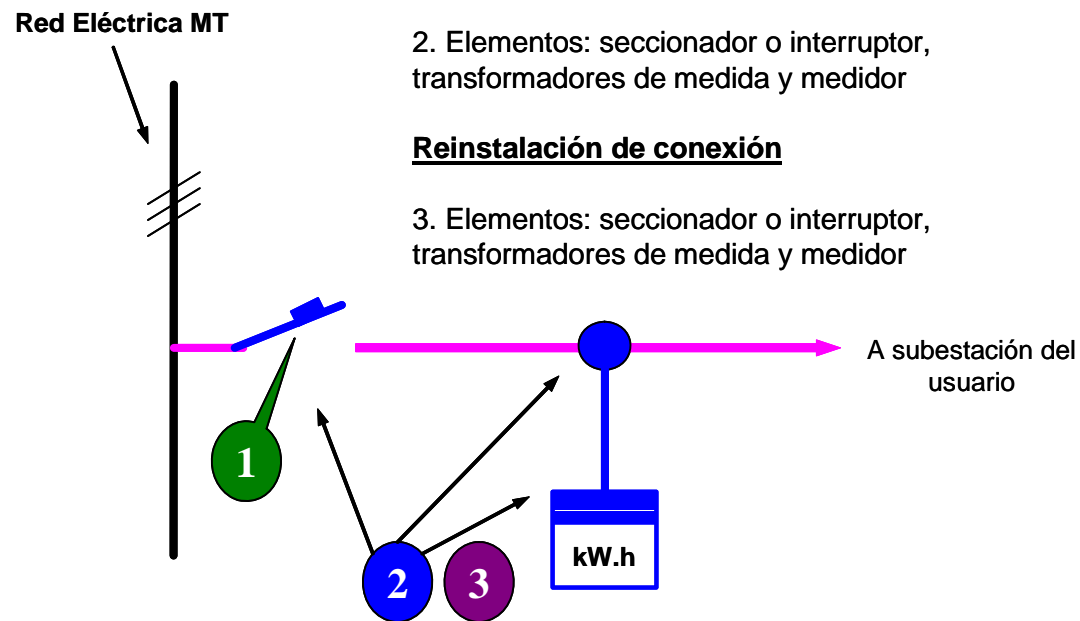 Red Eléctrica MT
2. Elementos: seccionador o interruptor,
transformadores de medida y medidor
Reinstalación de conexión
3. Elementos: seccionador o interruptor,
transformadores de medida y medidor
A subestación del
usuario
1
kW.h
2
3